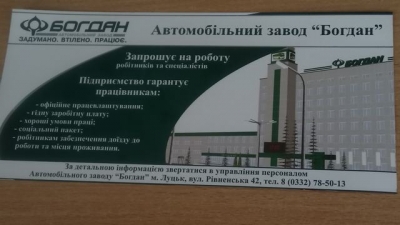 БОГДАН
ЗАДУМАНО. ВТІЛЕНО. ПРАЦЮЄ.
Автомобільний завод “Богдан”
Запрошує на роботу
робітників та спеціалістів
Підприємство гарантує
працівникам:
- офіційне працевлаштування;
- гідну заробітну плату;
- хороші умови праці;
- соціальний пакет;
- робітникам забезпечення доїзду до
роботи та місця проживання.
БОГДАН
БОГДАН
За детальною інформацією звертатися в управління персоналом
Автомобільного заводу “Богдан” м. Луцьк, вул. Рівненська 42, тел. 8 (0332) 78-50-13